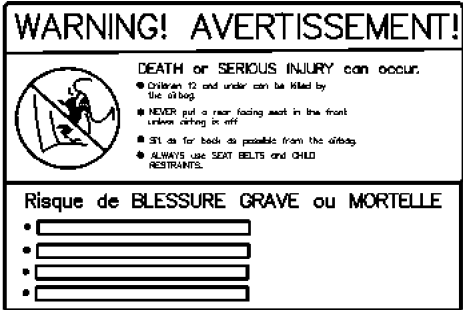 WARNING! AVERTISSEMENT!
DEATH or SERIOUS INJURY can occur.
• Children 12 and under can be killed by
the airbag
• NEVER put a rear facing seat in the front
unless airbag is off
• Sit as far back as possible from the airbag.
• ALWAYS use SEAT BELTS and CHILD
RESTRAINTS.
Risque de BLESSURE GRAVE ou MORTELLE